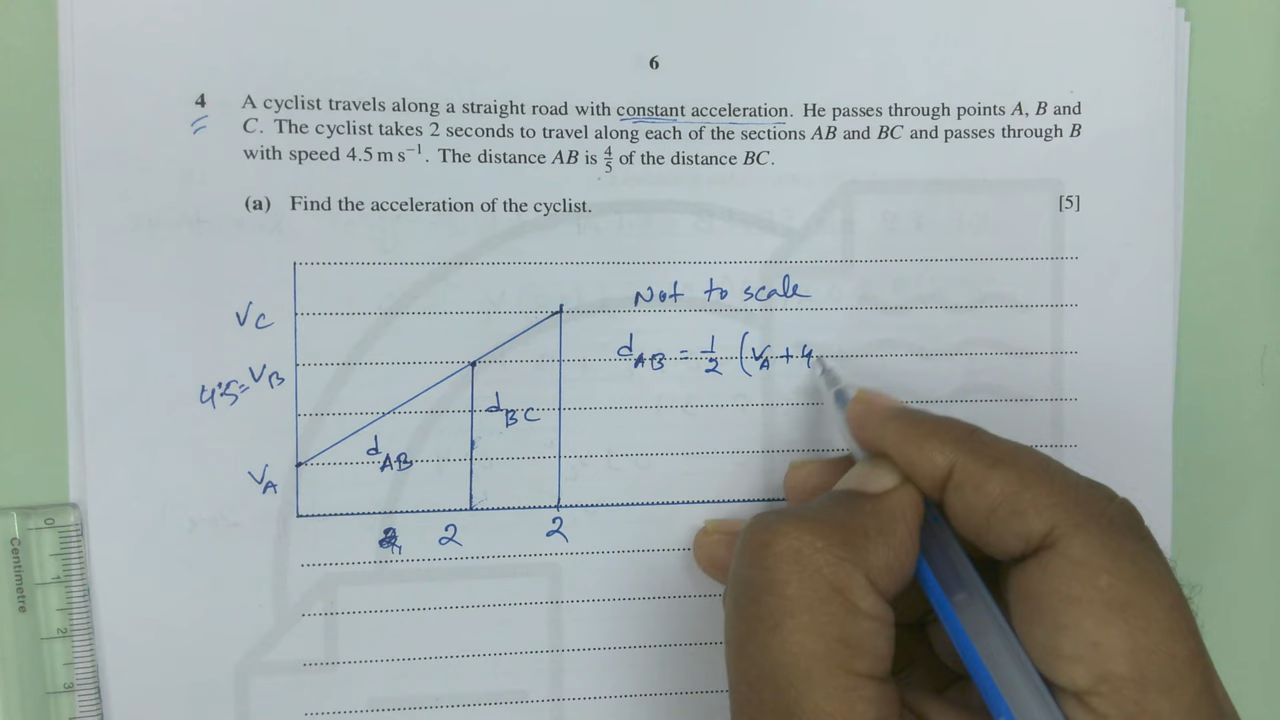 6
4 A cyclist travels along a straight road with constant acceleration. He passes through points A, B and
C. The cyclist takes 2 seconds to travel along each of the sections AB and BC and passes through B
with speed 4.5 m s⁻¹. The distance AB is 4/5 of the distance BC.
(a) Find the acceleration of the cyclist. [5]
Not to scale
V_C
d_AB = 1/2 (V_A + 4
4.5 = V_B
d_BC
d_AB
V_A
2 2
0
Centimetre
1
2
3